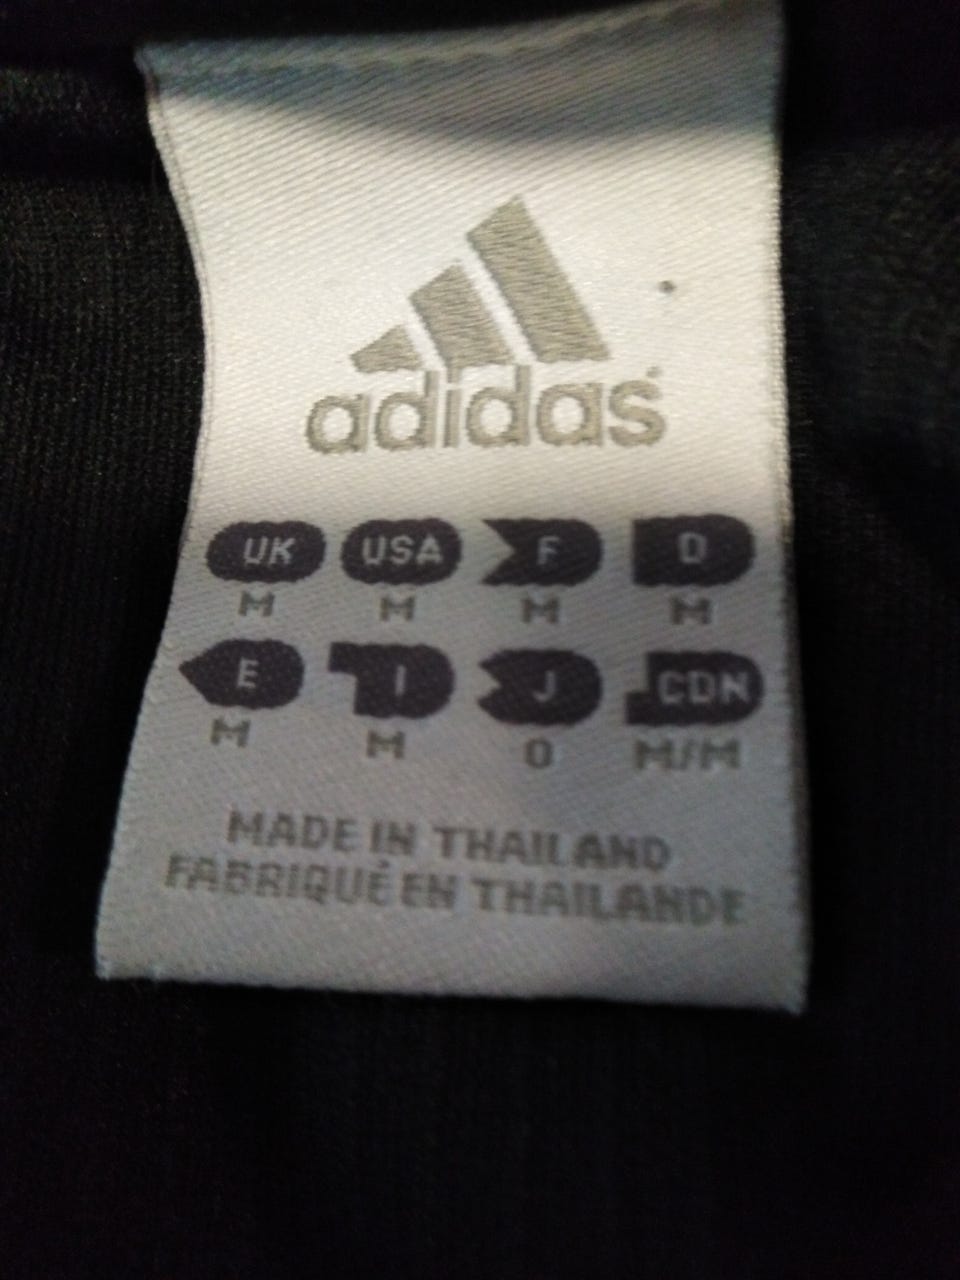 adidas
UK USA F D
M M M M
E I J CDN
M M O M/M
MADE IN THAILAND
FABRIQUÉ EN THAILANDE